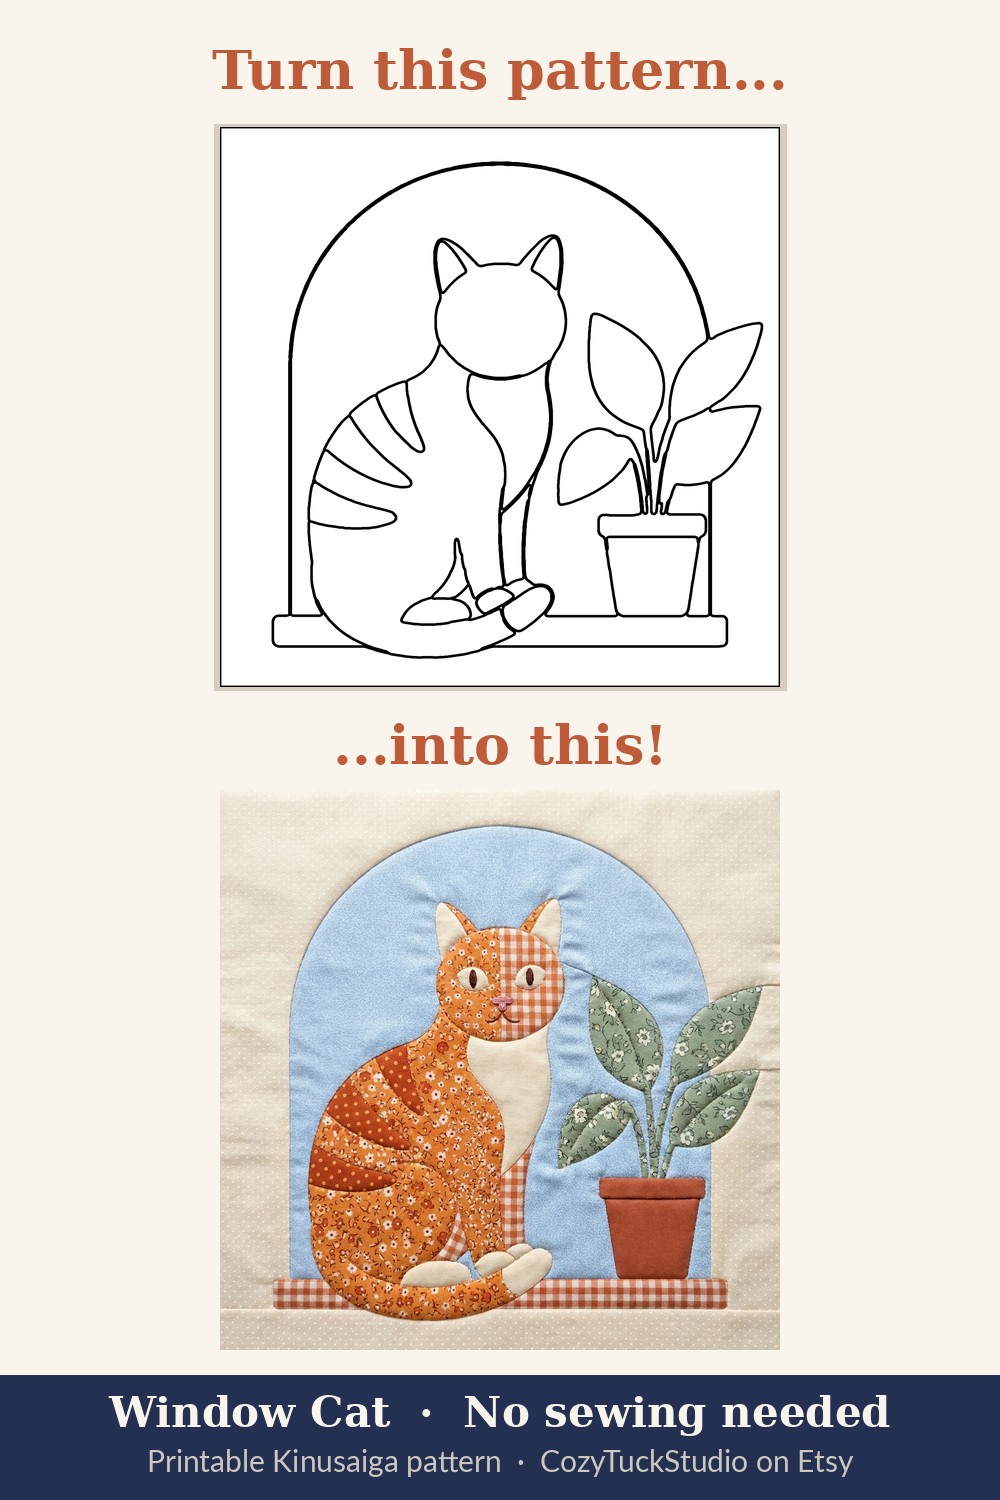 Turn this pattern...
...into this!
Window Cat · No sewing needed
Printable Kinusaiga pattern · CozyTuckStudio on Etsy